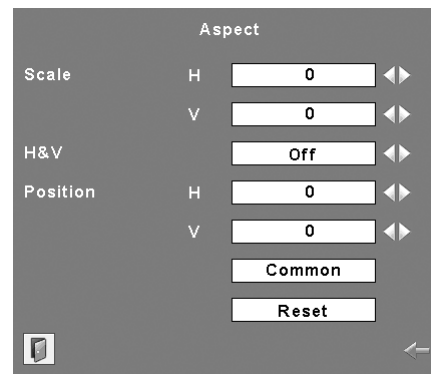 Aspect
Scale H 0
V 0
H&V Off
Position H 0
V 0
Common
Reset